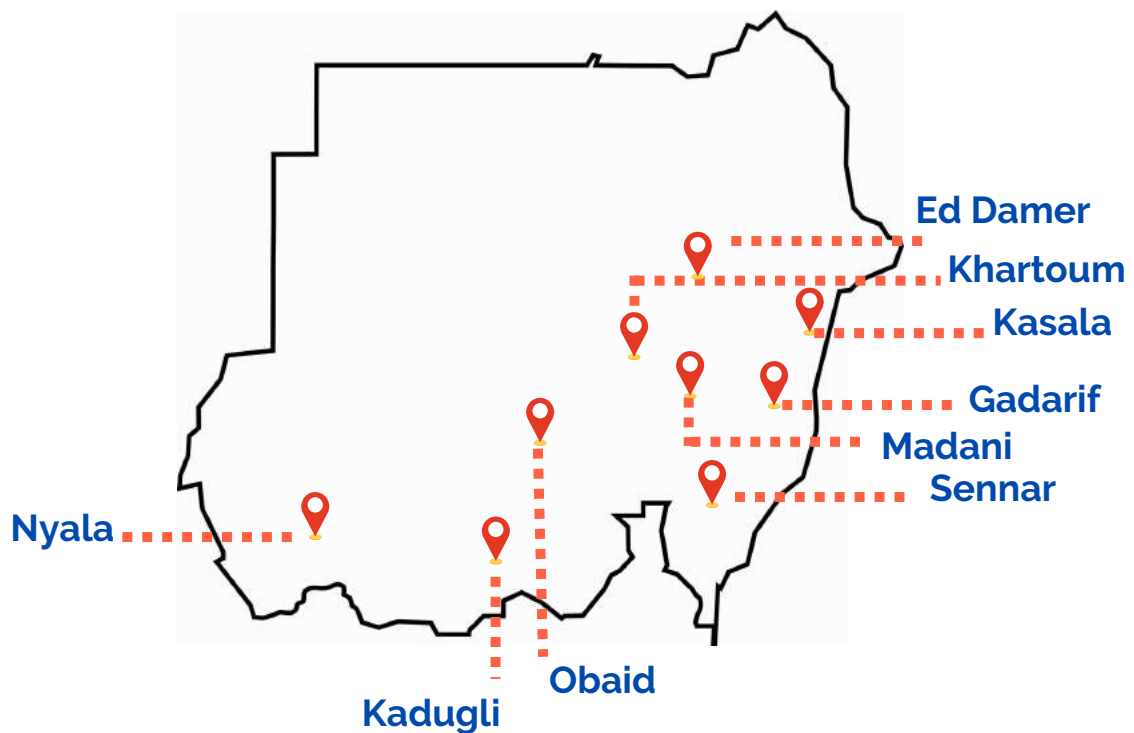 Ed Damer
Khartoum
Kasala
Gadarif
Madani
Sennar
Nyala
Obaid
Kadugli